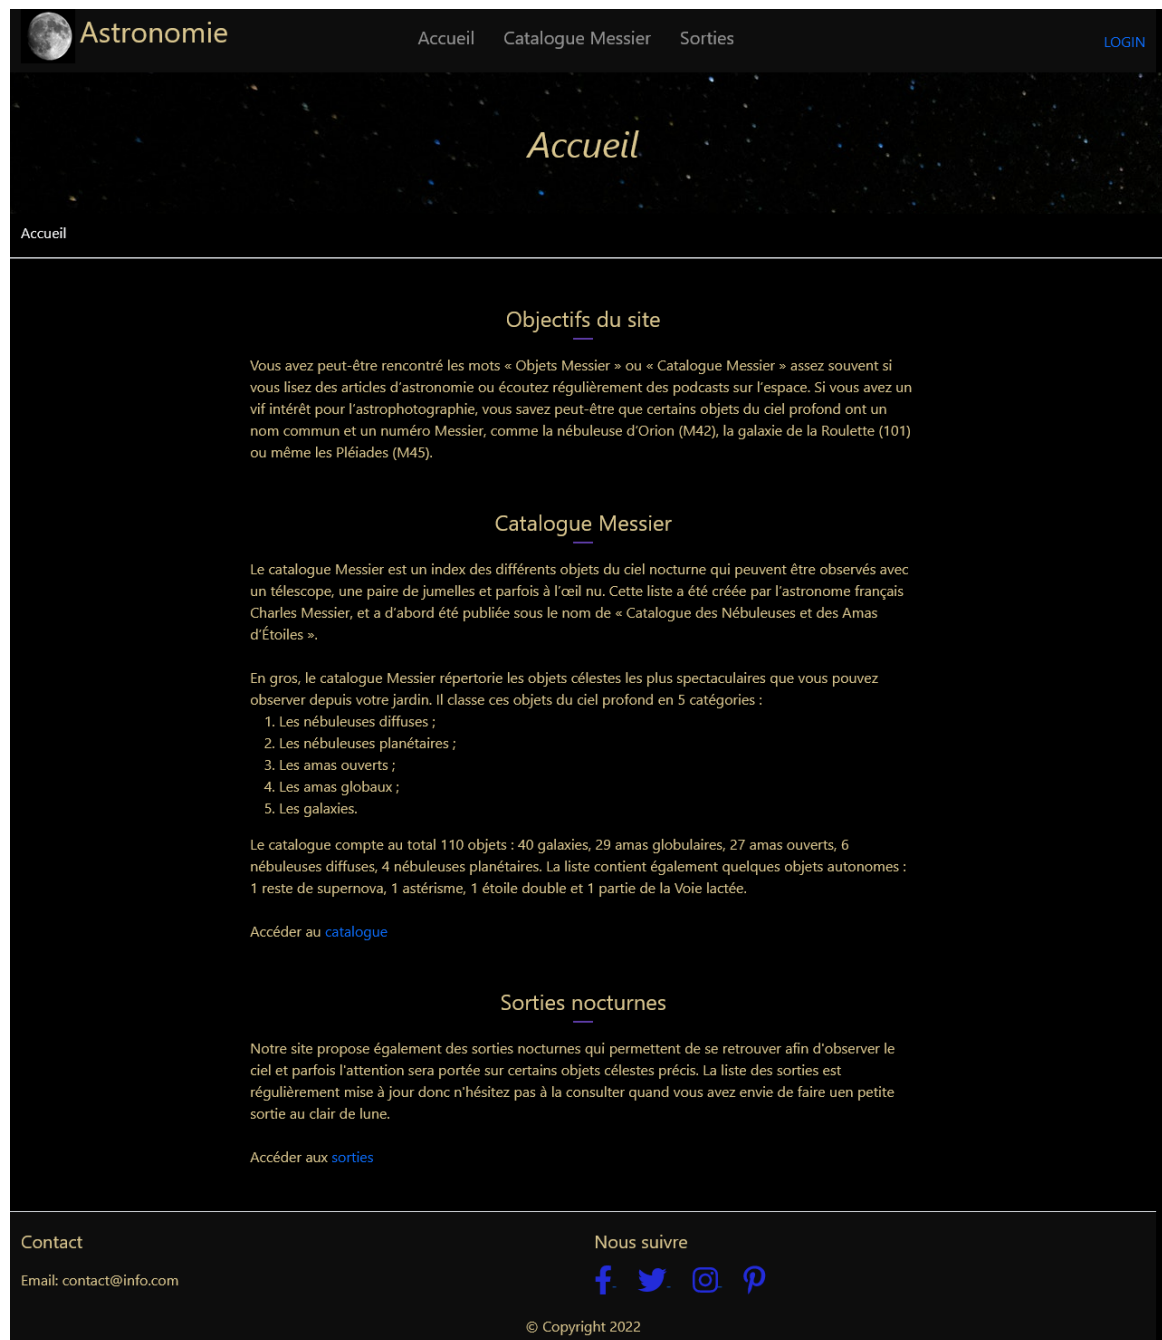 Astronomie
Accueil Catalogue Messier Sorties
LOGIN
Accueil
Accueil
Objectifs du site
Vous avez peut-être rencontré les mots « Objets Messier » ou « Catalogue Messier » assez souvent si
vous lisez des articles d'astronomie ou écoutez régulièrement des podcasts sur l'espace. Si vous avez un
vif intérêt pour l'astrophotographie, vous savez peut-être que certains objets du ciel profond ont un
nom commun et un numéro Messier, comme la nébuleuse d'Orion (M42), la galaxie de la Roulette (101)
ou même les Pléiades (M45).
Catalogue Messier
Le catalogue Messier est un index des différents objets du ciel nocturne qui peuvent être observés avec
un télescope, une paire de jumelles et parfois à l'œil nu. Cette liste a été créée par l'astronome français
Charles Messier, et a d'abord été publiée sous le nom de « Catalogue des Nébuleuses et des Amas
d'Étoiles ».
En gros, le catalogue Messier répertorie les objets célestes les plus spectaculaires que vous pouvez
observer depuis votre jardin. Il classe ces objets du ciel profond en 5 catégories :
1. Les nébuleuses diffuses ;
2. Les nébuleuses planétaires ;
3. Les amas ouverts ;
4. Les amas globaux ;
5. Les galaxies.
Le catalogue compte au total 110 objets : 40 galaxies, 29 amas globulaires, 27 amas ouverts, 6
nébuleuses diffuses, 4 nébuleuses planétaires. La liste contient également quelques objets autonomes :
1 reste de supernova, 1 astérisme, 1 étoile double et 1 partie de la Voie lactée.
Accéder au catalogue
Sorties nocturnes
Notre site propose également des sorties nocturnes qui permettent de se retrouver afin d'observer le
ciel et parfois l'attention sera portée sur certains objets célestes précis. La liste des sorties est
régulièrement mise à jour donc n'hésitez pas à la consulter quand vous avez envie de faire uen petite
sortie au clair de lune.
Accéder aux sorties
Contact
Email: contact@info.com
Nous suivre
© Copyright 2022